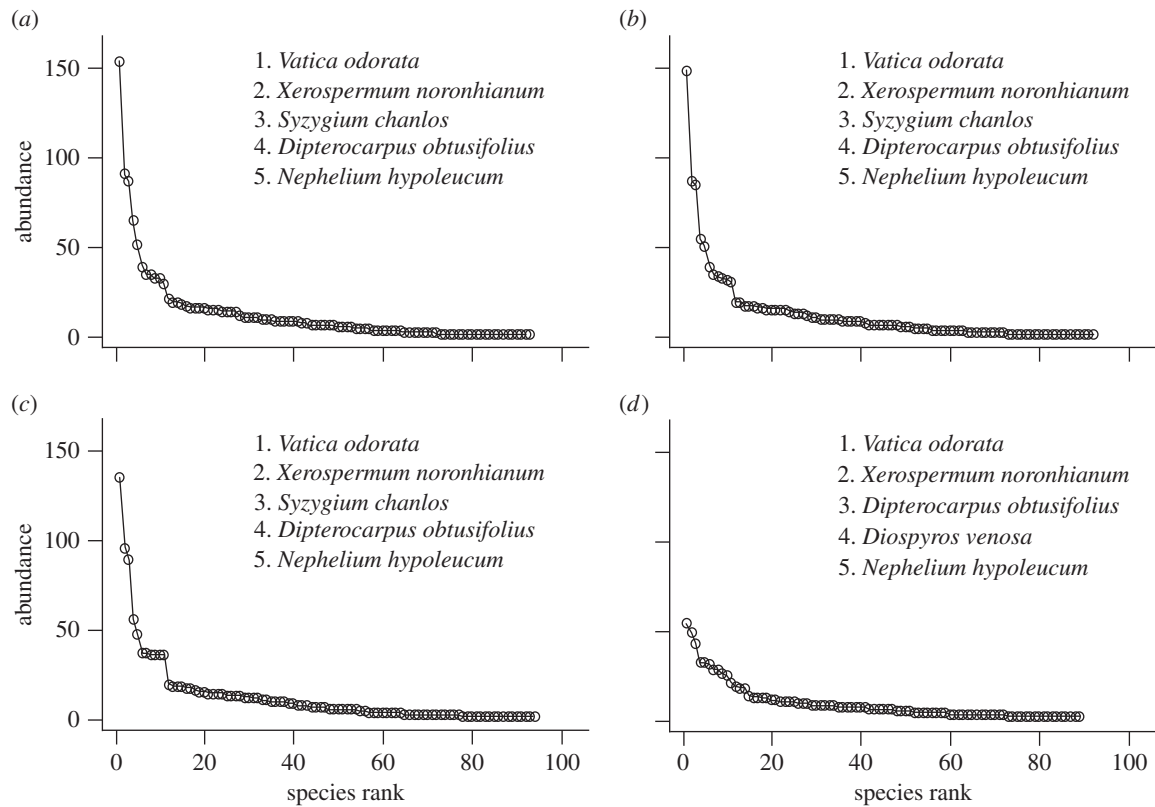 (a)
1. Vatica odorata
2. Xerospermum noronhianum
3. Syzygium chanlos
4. Dipterocarpus obtusifolius
5. Nephelium hypoleucum
abundance
150
100
50
0
(b)
1. Vatica odorata
2. Xerospermum noronhianum
3. Syzygium chanlos
4. Dipterocarpus obtusifolius
5. Nephelium hypoleucum
(c)
1. Vatica odorata
2. Xerospermum noronhianum
3. Syzygium chanlos
4. Dipterocarpus obtusifolius
5. Nephelium hypoleucum
abundance
150
100
50
0
0 20 40 60 80 100
species rank
(d)
1. Vatica odorata
2. Xerospermum noronhianum
3. Dipterocarpus obtusifolius
4. Diospyros venosa
5. Nephelium hypoleucum
0 20 40 60 80 100
species rank